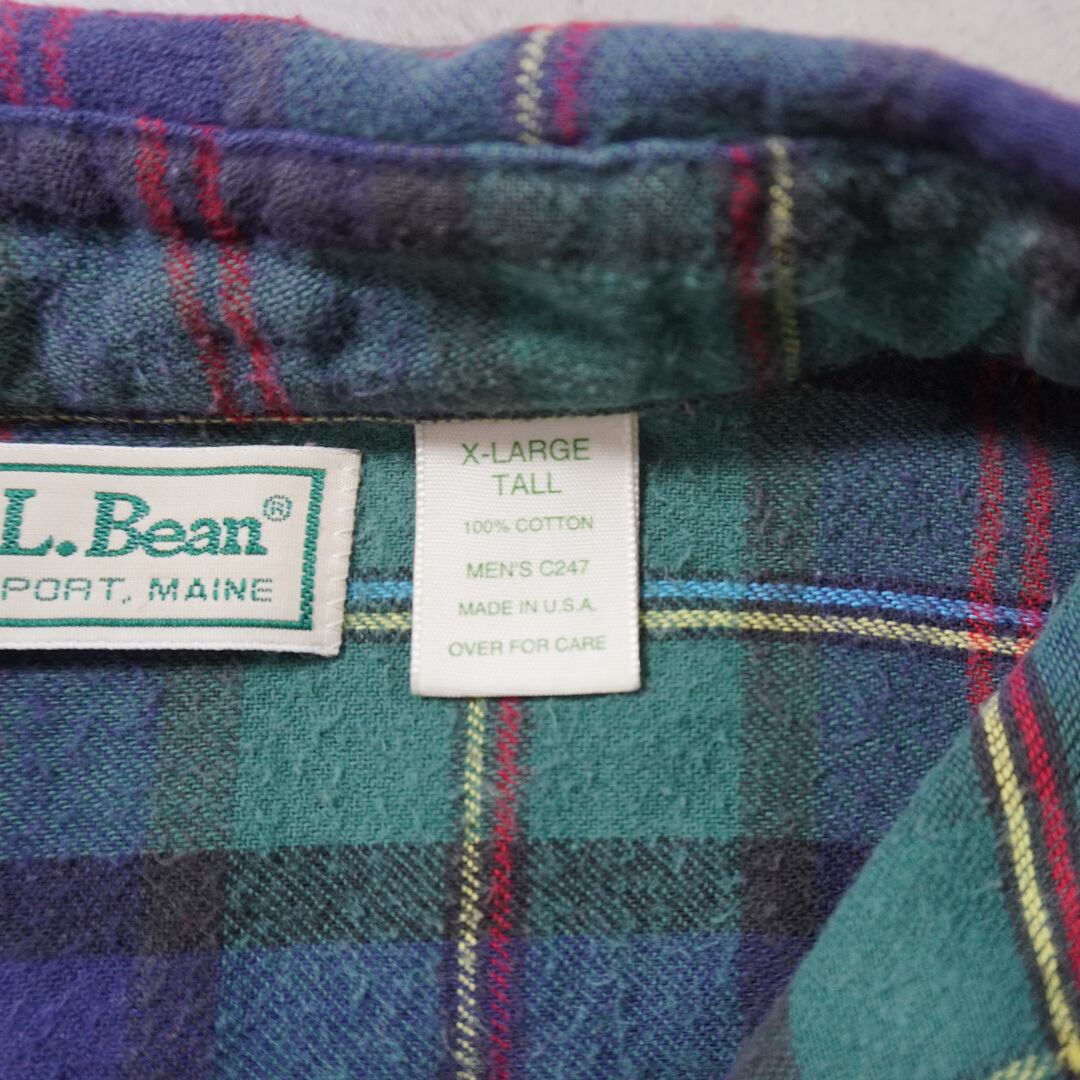 L.Bean®
PORT, MAINE
X-LARGE
TALL
100% COTTON
MEN'S C247
MADE IN U.S.A.
OVER FOR CARE